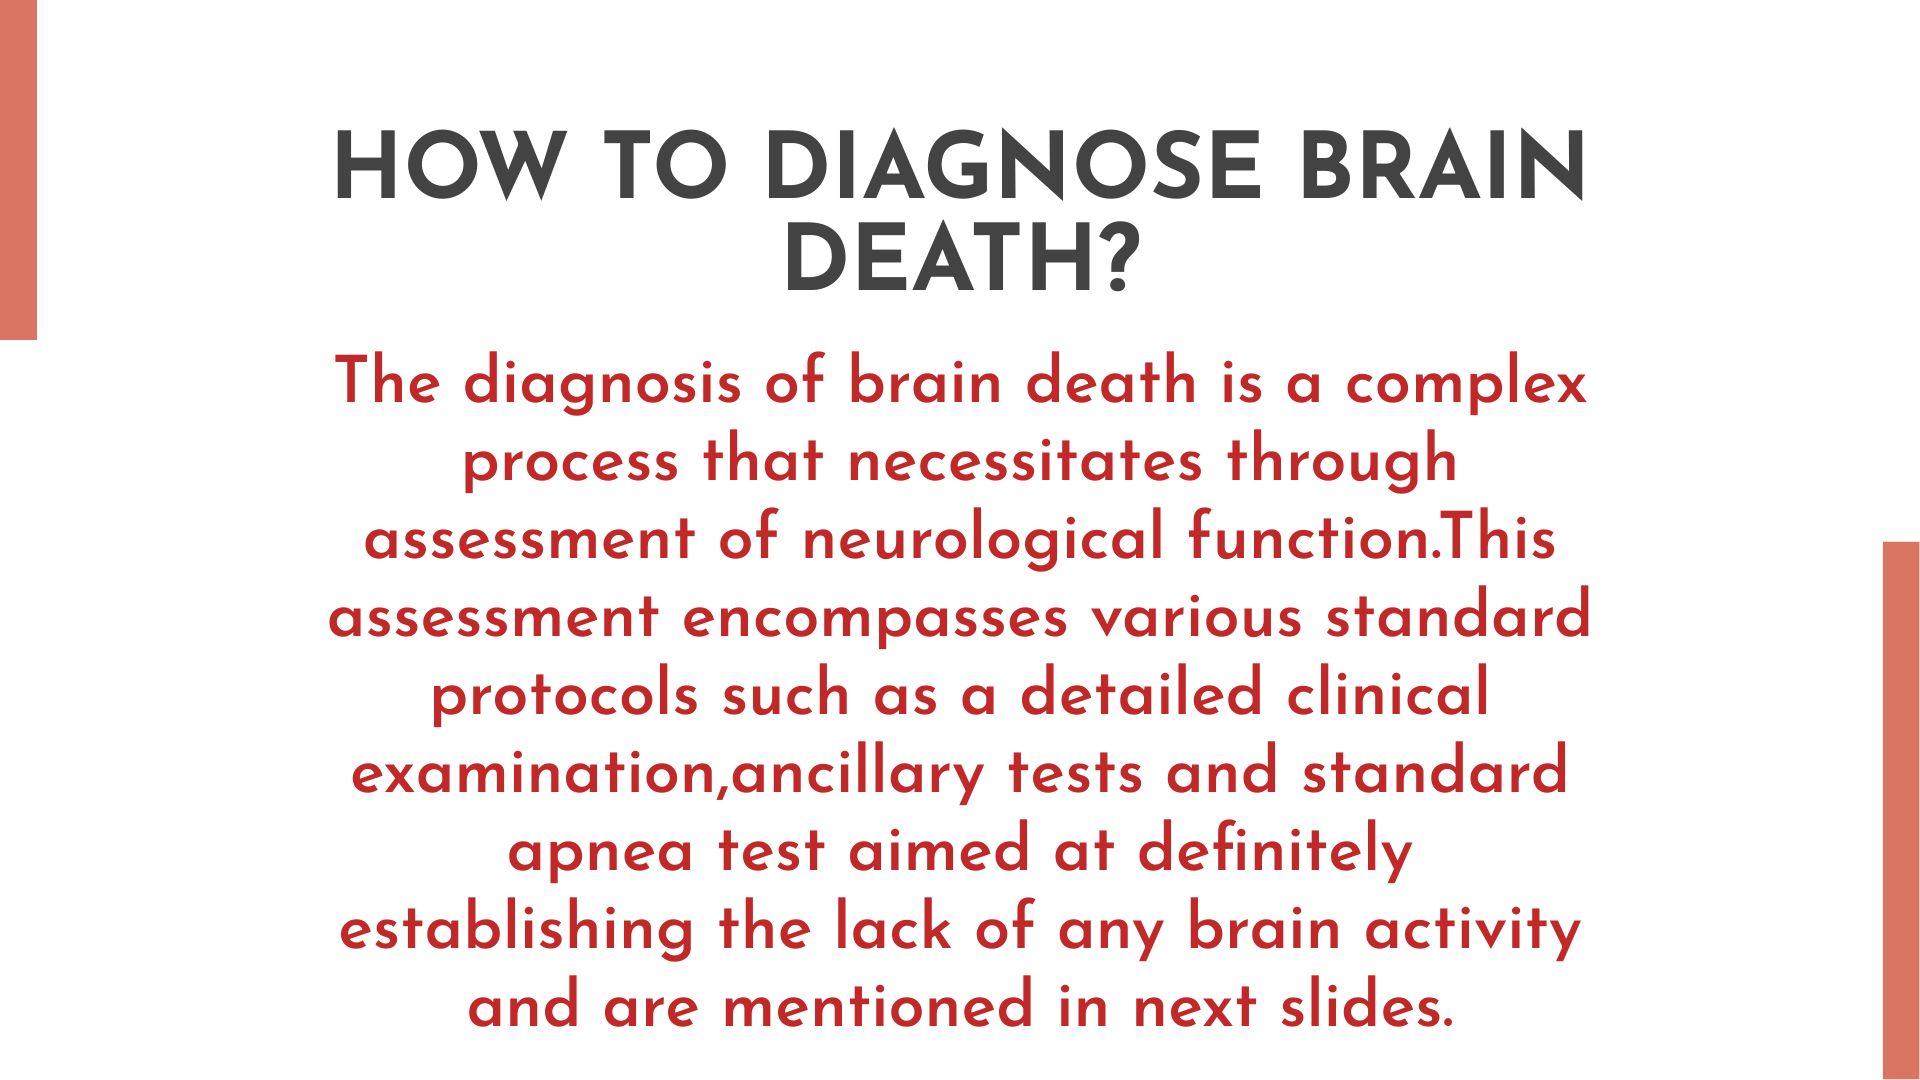 HOW TO DIAGNOSE BRAIN
DEATH?
The diagnosis of brain death is a complex
process that necessitates through
assessment of neurological function.This
assessment encompasses various standard
protocols such as a detailed clinical
examination,ancillary tests and standard
apnea test aimed at definitely
establishing the lack of any brain activity
and are mentioned in next slides.